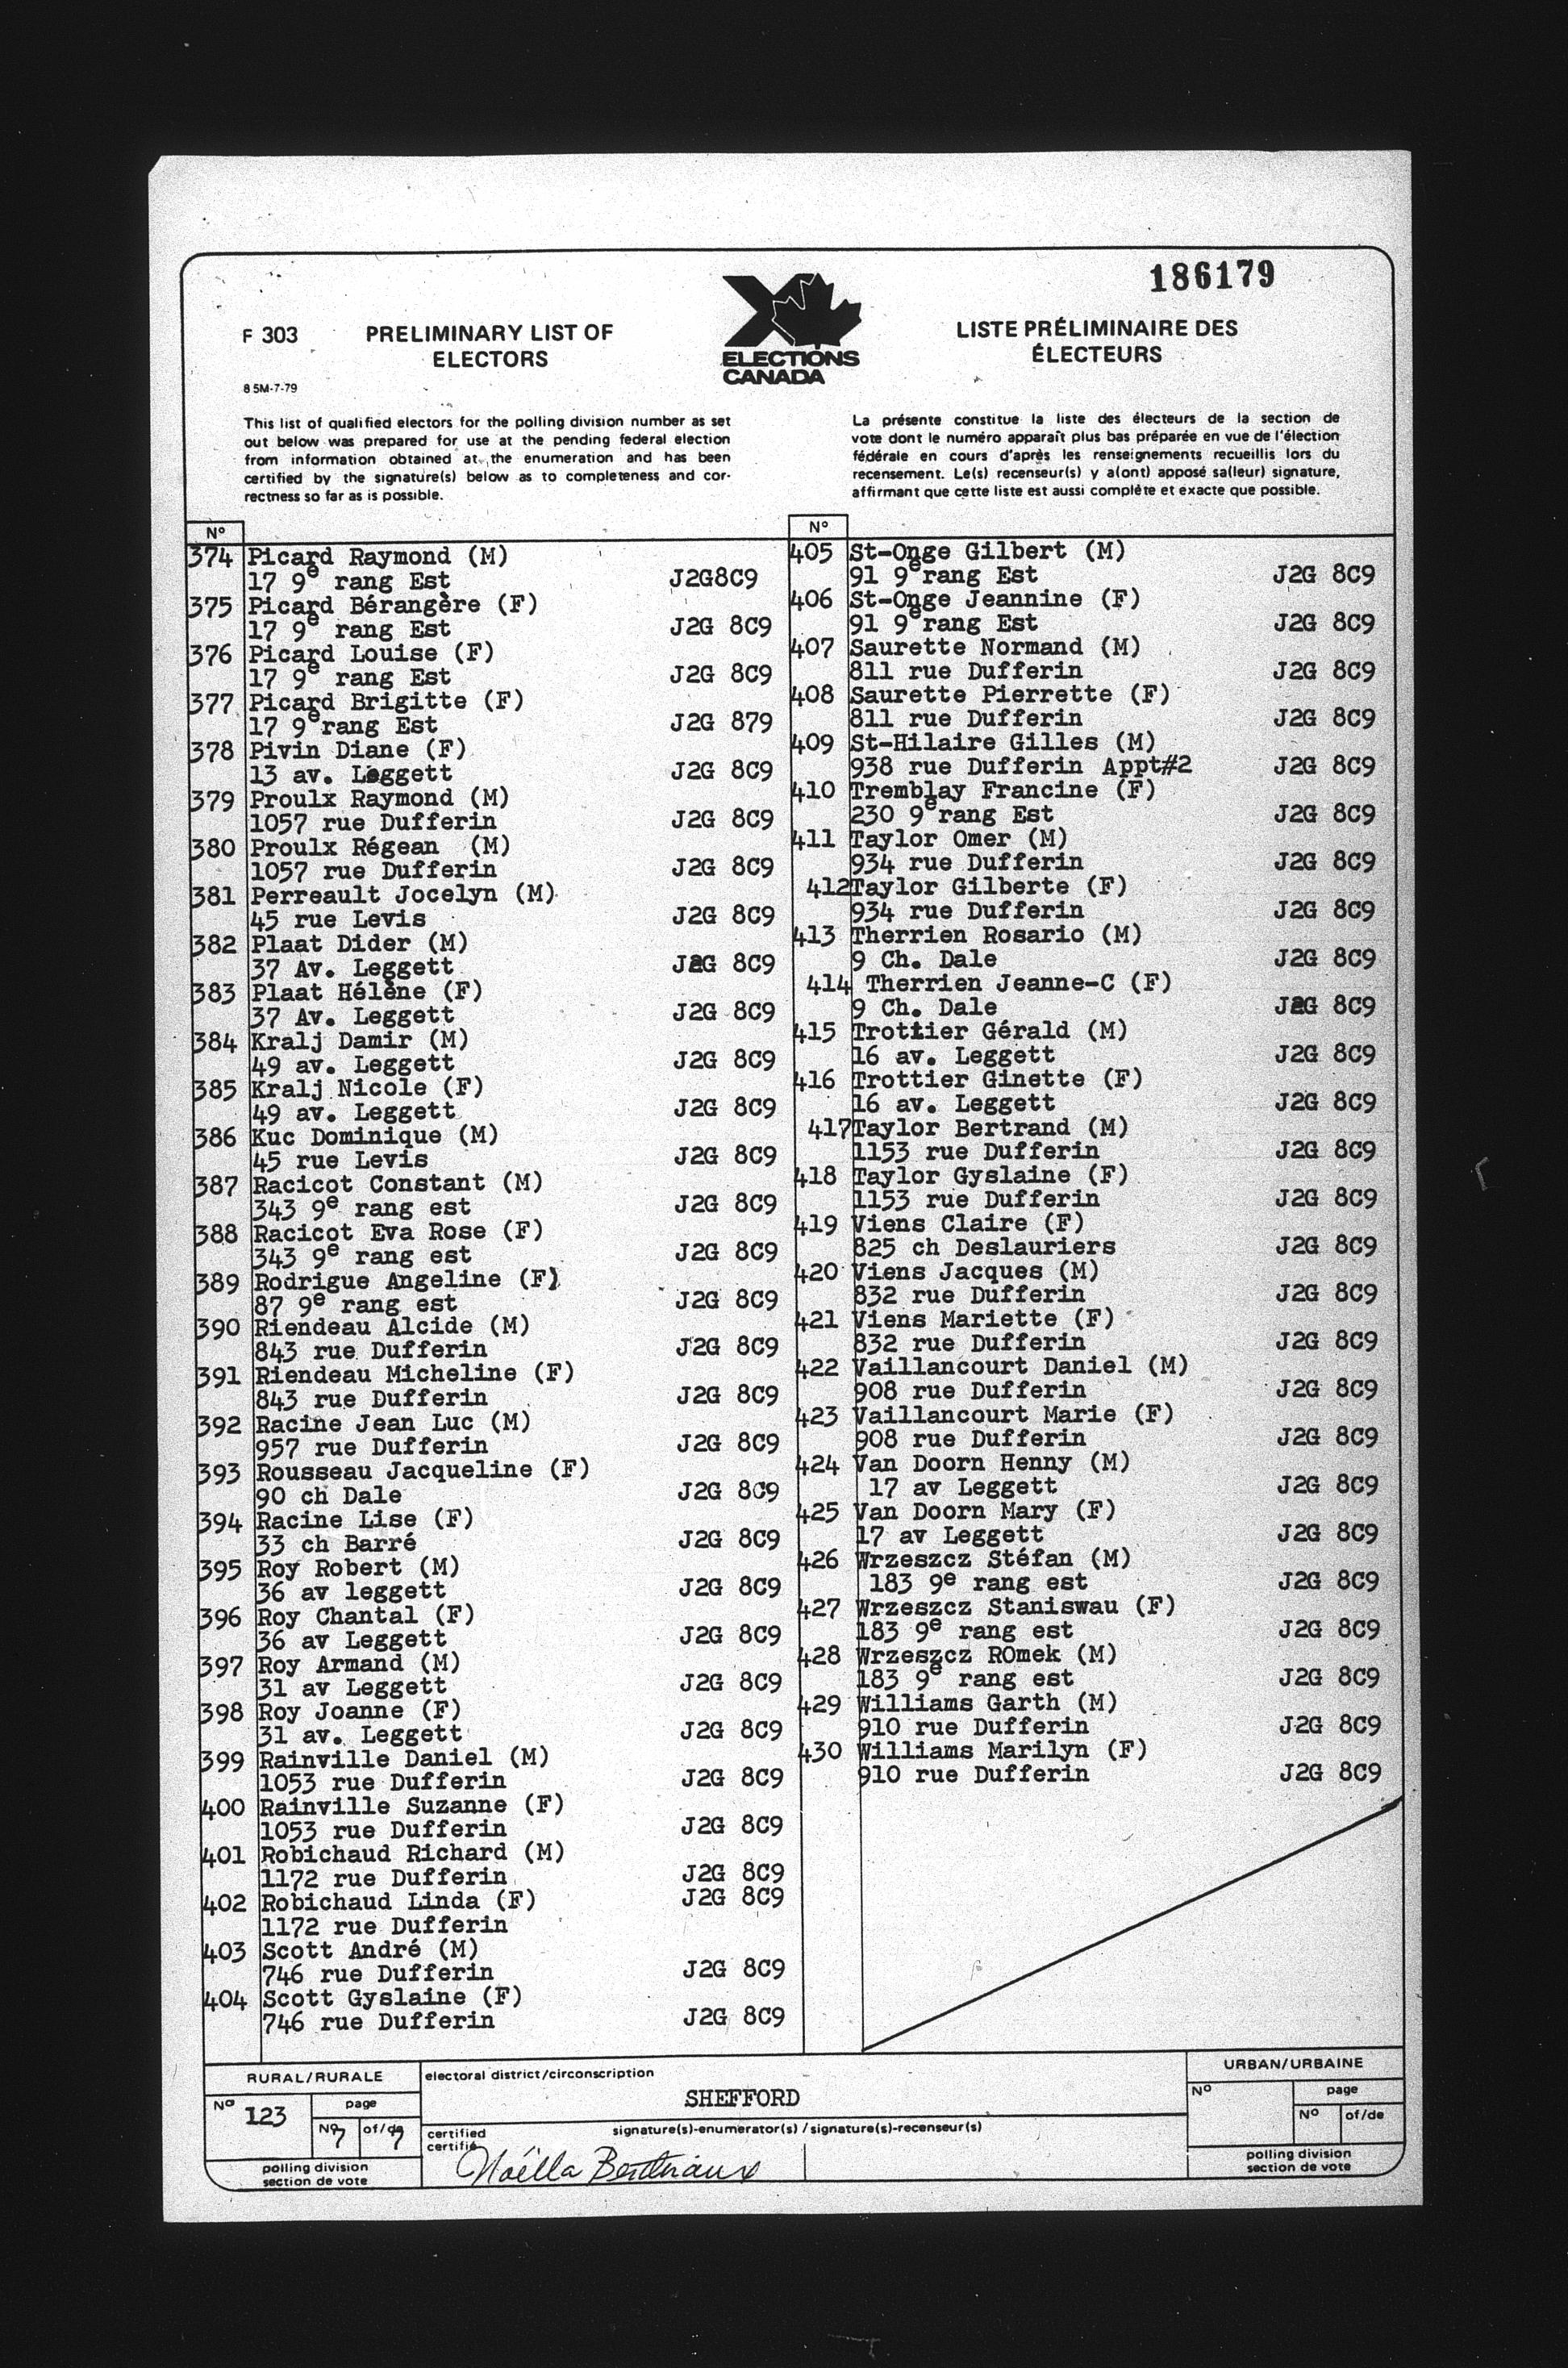 186179
F 303
PRELIMINARY LIST OF
ELECTORS
8 5M-7-79
ELECTIONS
CANADA
LISTE PRÉLIMINAIRE DES
ÉLECTEURS
This list of qualified electors for the polling division number as set
out below was prepared for use at the pending federal election
from information obtained at the enumeration and has been
certified by the signature(s) below as to completeness and cor-
rectness so far as is possible.
La présente constitue la liste des électeurs de la section de
vote dont le numéro apparaît plus bas préparée en vue de l'élection
fédérale en cours d'après les renseignements recueillis lors du
recensement. Le(s) recenseur(s) y a(ont) apposé sa(leur) signature,
affirmant que cette liste est aussi complète et exacte que possible.
Nº
374 Picard Raymond (M)
17 9e rang Est J2G8C9
375 Picard Bérangère (F)
17 9e rang Est J2G 8C9
376 Picard Louise (F)
17 9e rang Est J2G 8C9
377 Picard Brigitte (F)
17 9e rang Est J2G 879
378 Pivin Diane (F)
13 av. Leggett J2G 8C9
379 Proulx Raymond (M)
1057 rue Dufferin J2G 8C9
380 Proulx Régean (M)
1057 rue Dufferin J2G 8C9
381 Perreault Jocelyn (M)
45 rue Levis J2G 8C9
382 Plaat Dider (M)
37 Av. Leggett J2G 8C9
383 Plaat Hélène (F)
37 Av. Leggett J2G 8C9
384 Kralj Damir (M)
49 av. Leggett J2G 8C9
385 Kralj Nicole (F)
49 av. Leggett J2G 8C9
386 Kuc Dominique (M)
45 rue Levis J2G 8C9
387 Racicot Constant (M)
343 9e rang est J2G 8C9
388 Racicot Eva Rose (F)
343 9e rang est J2G 8C9
389 Rodrigue Angeline (F)
87 9e rang est J2G 8C9
390 Riendeau Alcide (M)
843 rue Dufferin J2G 8C9
391 Riendeau Micheline (F)
843 rue Dufferin J2G 8C9
392 Racine Jean Luc (M)
957 rue Dufferin J2G 8C9
393 Rousseau Jacqueline (F)
90 ch Dale J2G 8C9
394 Racine Lise (F)
33 ch Barré J2G 8C9
395 Roy Robert (M)
36 av leggett J2G 8C9
396 Roy Chantal (F)
36 av Leggett J2G 8C9
397 Roy Armand (M)
31 av Leggett J2G 8C9
398 Roy Joanne (F)
31 av. Leggett J2G 8C9
399 Rainville Daniel (M)
1053 rue Dufferin J2G 8C9
400 Rainville Suzanne (F)
1053 rue Dufferin J2G 8C9
401 Robichaud Richard (M)
1172 rue Dufferin J2G 8C9
402 Robichaud Linda (F) J2G 8C9
1172 rue Dufferin
403 Scott André (M)
746 rue Dufferin J2G 8C9
404 Scott Gyslaine (F)
746 rue Dufferin J2G 8C9
Nº
405 St-Onge Gilbert (M)
91 9e rang Est J2G 8C9
406 St-Onge Jeannine (F)
91 9e rang Est J2G 8C9
407 Saurette Normand (M)
811 rue Dufferin J2G 8C9
408 Saurette Pierrette (F)
811 rue Dufferin J2G 8C9
409 St-Hilaire Gilles (M)
938 rue Dufferin Appt#2 J2G 8C9
410 Tremblay Francine (F)
230 9e rang Est J2G 8C9
411 Taylor Omer (M)
934 rue Dufferin J2G 8C9
412 Taylor Gilberte (F)
934 rue Dufferin J2G 8C9
413 Therrien Rosario (M)
9 Ch. Dale J2G 8C9
414 Therrien Jeanne-C (F)
9 Ch. Dale J2G 8C9
415 Trottier Gérald (M)
16 av. Leggett J2G 8C9
416 Trottier Ginette (F)
16 av. Leggett J2G 8C9
417 Taylor Bertrand (M)
1153 rue Dufferin J2G 8C9
418 Taylor Gyslaine (F)
1153 rue Dufferin J2G 8C9
419 Viens Claire (F)
825 ch Deslauriers J2G 8C9
420 Viens Jacques (M)
832 rue Dufferin J2G 8C9
421 Viens Mariette (F)
832 rue Dufferin J2G 8C9
422 Vaillancourt Daniel (M)
908 rue Dufferin J2G 8C9
423 Vaillancourt Marie (F)
908 rue Dufferin J2G 8C9
424 Van Doorn Henny (M)
17 av Leggett J2G 8C9
425 Van Doorn Mary (F)
17 av Leggett J2G 8C9
426 Wrzeszcz Stéfan (M)
183 9e rang est J2G 8C9
427 Wrzeszcz Staniswau (F)
183 9e rang est J2G 8C9
428 Wrzeszcz ROmek (M)
183 9e rang est J2G 8C9
429 Williams Garth (M)
910 rue Dufferin J2G 8C9
430 Williams Marilyn (F)
910 rue Dufferin J2G 8C9
RURAL/RURALE
Nº 123
page
Nº 7 of/de 7
polling division
section de vote
electoral district/circonscription
SHEFFORD
certified
certifié
signature(s)-enumerator(s) / signature(s)-recenseur(s)
Noëlla
URBAN/URBAINE
Nº
page
Nº of/de
polling division
section de vote